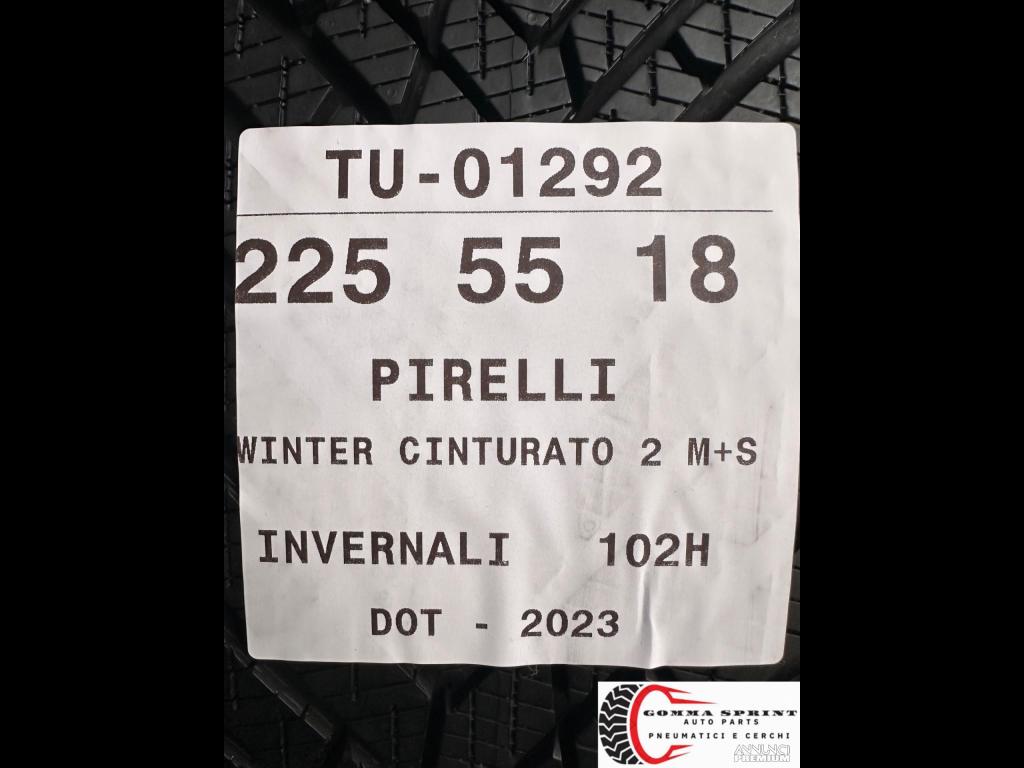 TU-01292
225 55 18
PIRELLI
WINTER CINTURATO 2 M+S
INVERNALI 102H
DOT - 2023
GOMMA SPRINT
AUTO PARTS
PNEUMATICI E CERCHI
ANNUNCI
PREMIUM